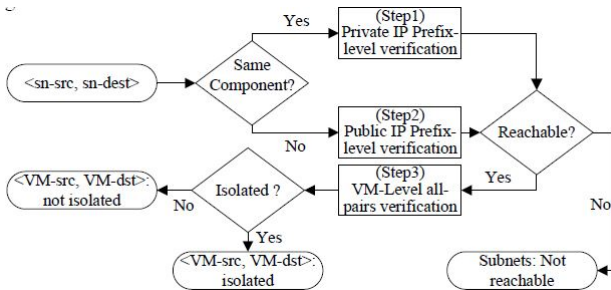 Yes
(Step1)
Private IP Prefix-
level verification
<sn-src, sn-dest>
Same
Component?
No
(Step2)
Public IP Prefix-
level verification
Reachable?
<VM-src, VM-dst>:
not isolated
No
Isolated ?
(Step3)
VM-Level all-
pairs verification
Yes
No
Yes
<VM-src, VM-dst>:
isolated
Subnets: Not
reachable